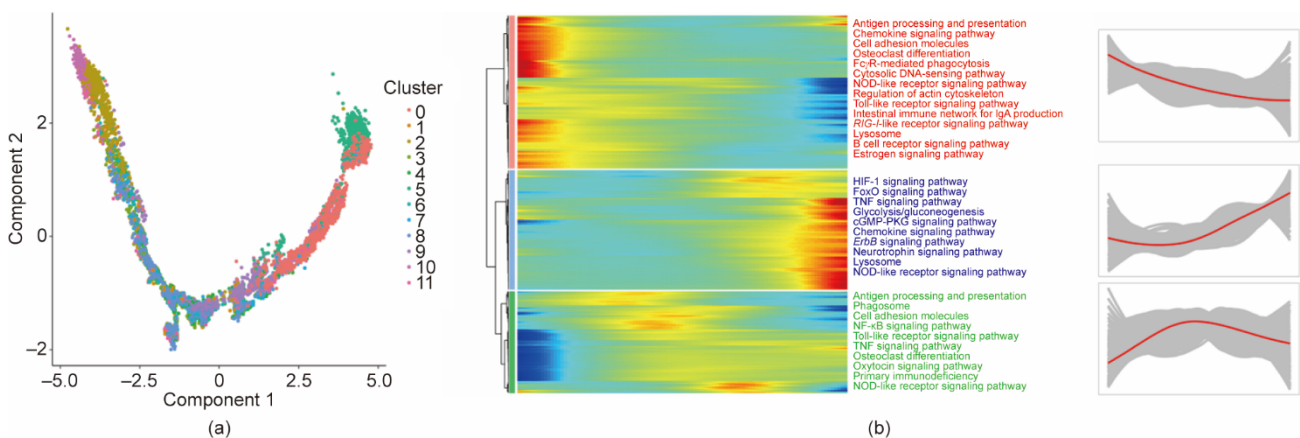 Component 2
2
0
−2
−5.0
−2.5
0
2.5
5.0
Component 1
(a)
Cluster
0
1
2
3
4
5
6
7
8
9
10
11
Antigen processing and presentation
Chemokine signaling pathway
Cell adhesion molecules
Osteoclast differentiation
FcγR-mediated phagocytosis
Cytosolic DNA-sensing pathway
NOD-like receptor signaling pathway
Regulation of actin cytoskeleton
Toll-like receptor signaling pathway
Intestinal immune network for IgA production
RIG-I-like receptor signaling pathway
Lysosome
B cell receptor signaling pathway
Estrogen signaling pathway
HIF-1 signaling pathway
FoxO signaling pathway
TNF signaling pathway
Glycolysis/gluconeogenesis
cGMP-PKG signaling pathway
Chemokine signaling pathway
ErbB signaling pathway
Neurotrophin signaling pathway
Lysosome
NOD-like receptor signaling pathway
Antigen processing and presentation
Phagosome
Cell adhesion molecules
NF-κB signaling pathway
Toll-like receptor signaling pathway
TNF signaling pathway
Osteoclast differentiation
Oxytocin signaling pathway
Primary immunodeficiency
NOD-like receptor signaling pathway
(b)